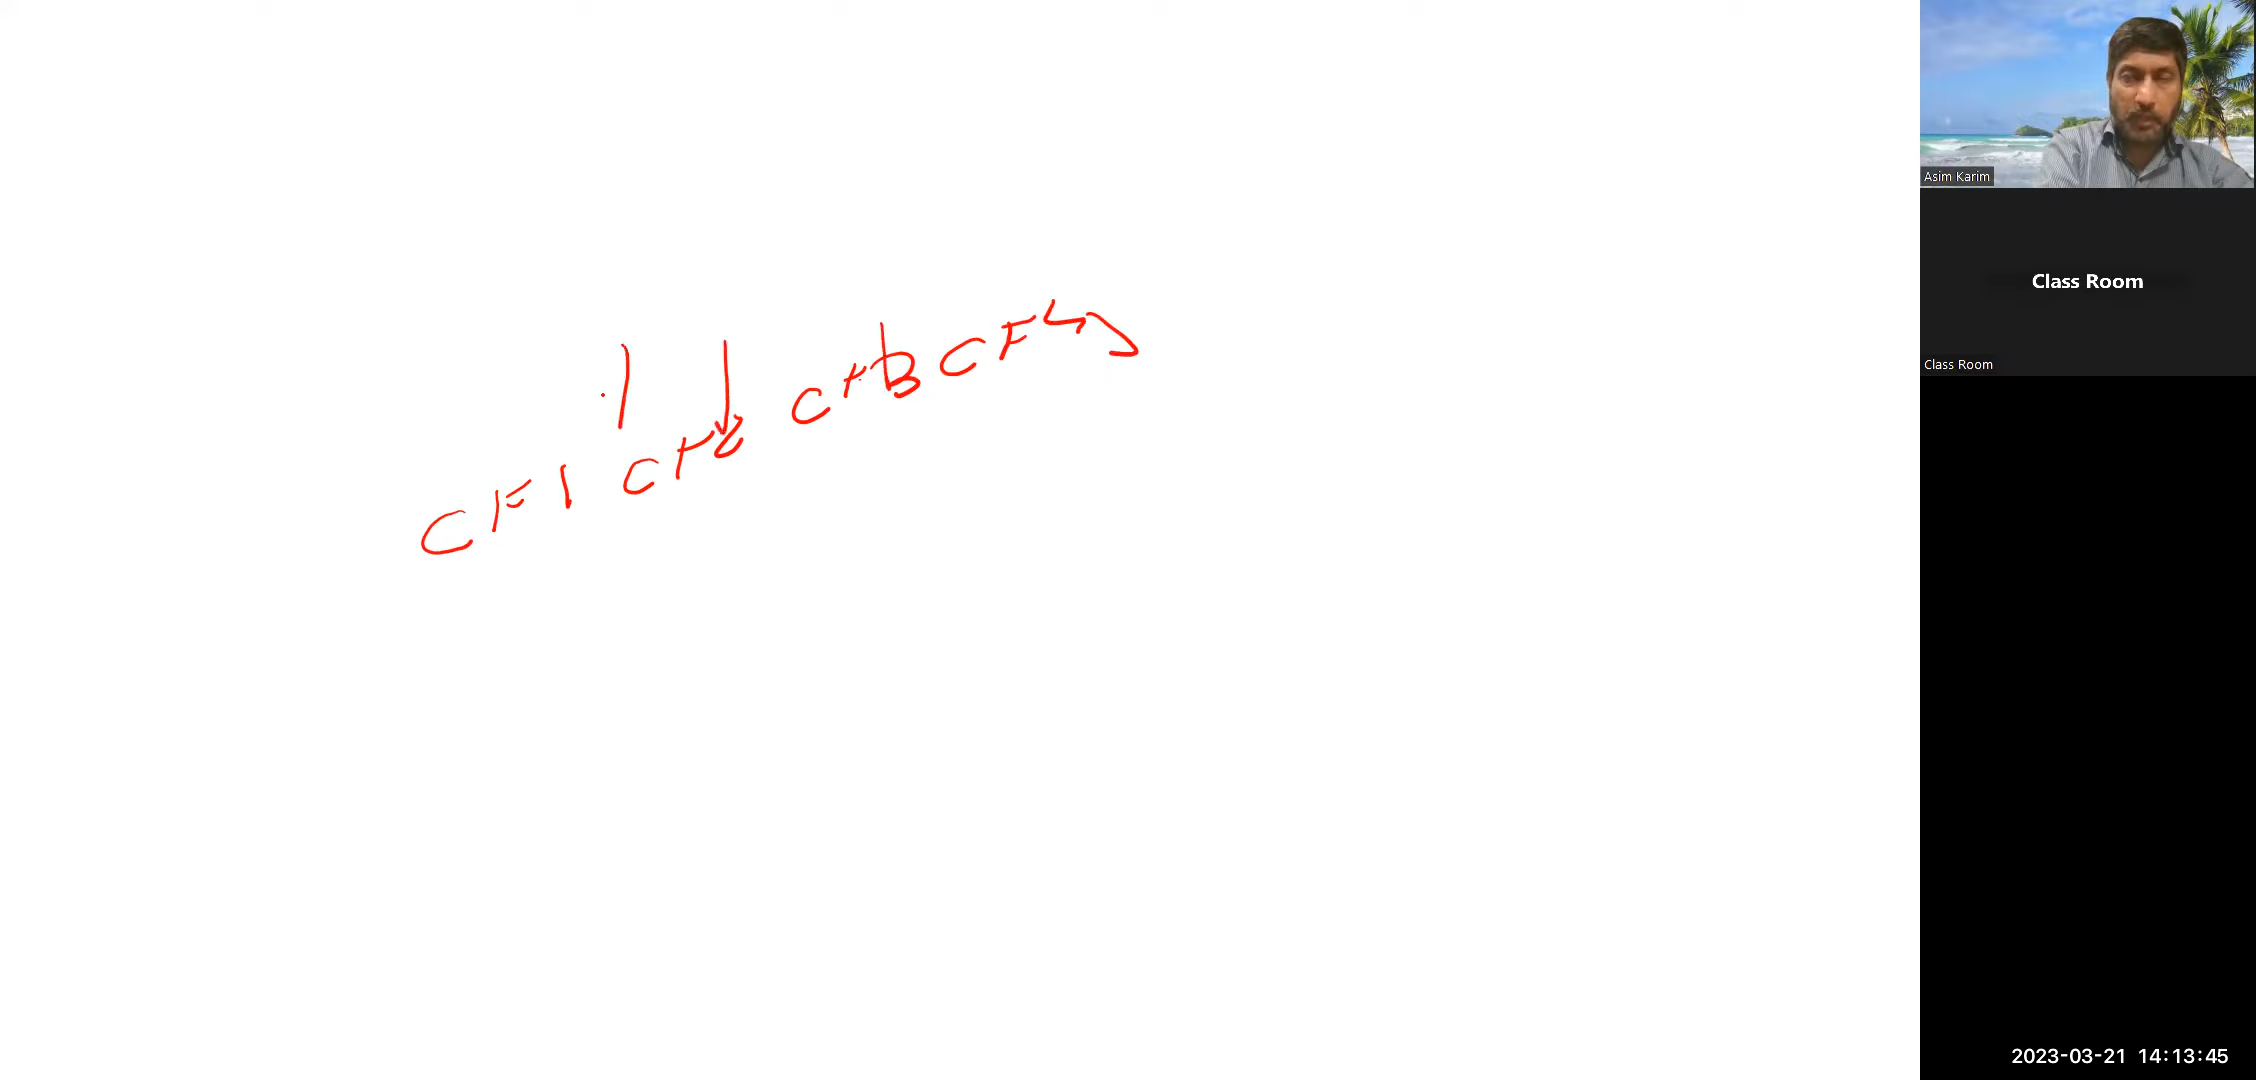 CF1 CF2 CF3 CF4
Asim Karim
Class Room
Class Room
2023-03-21 14:13:45